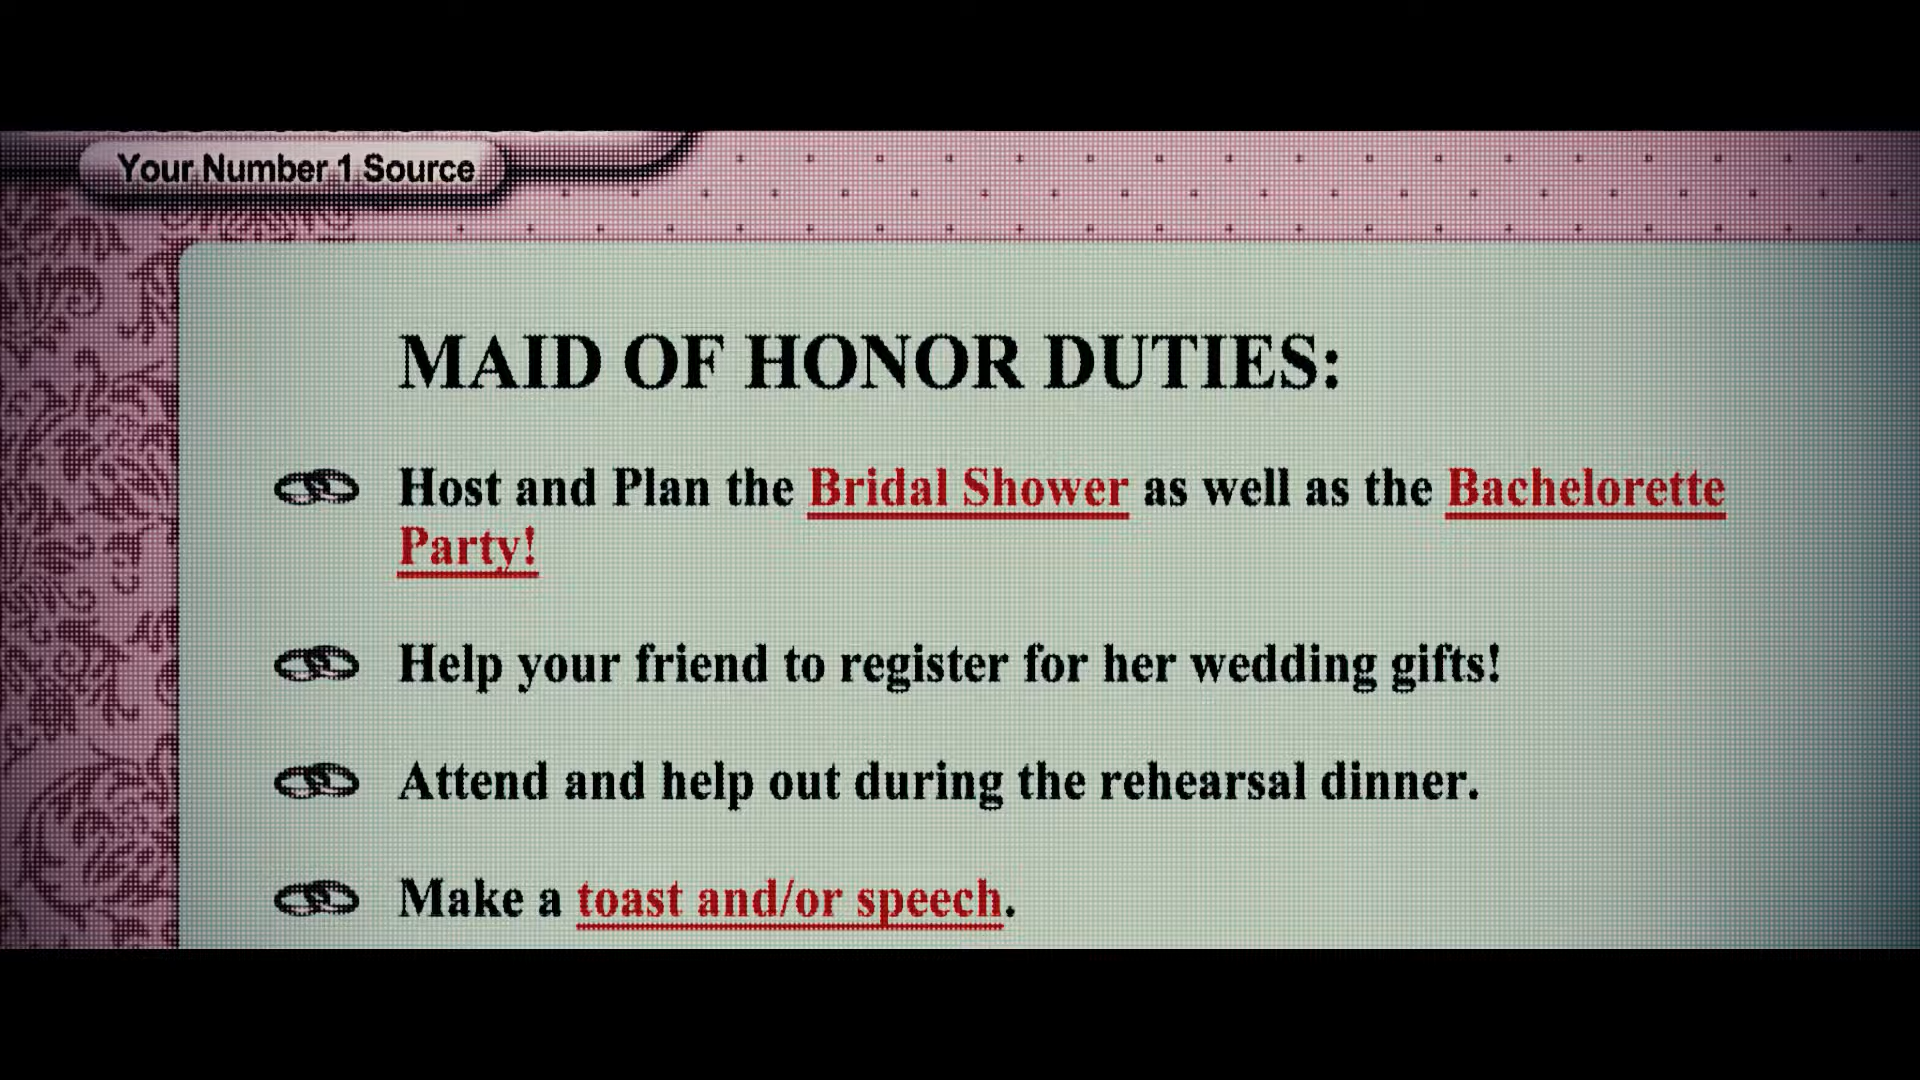 Your Number 1 Source
MAID OF HONOR DUTIES:
Host and Plan the Bridal Shower as well as the Bachelorette
Party!
Help your friend to register for her wedding gifts!
Attend and help out during the rehearsal dinner.
Make a toast and/or speech.